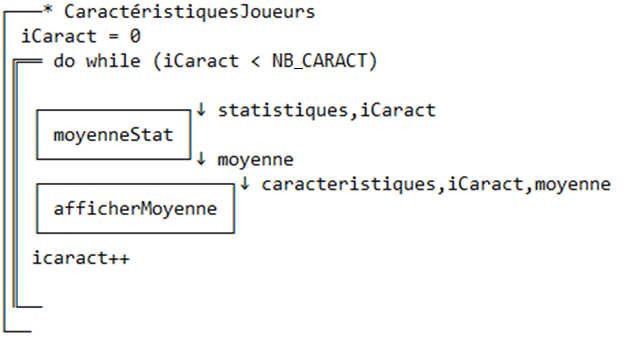 * CaractéristiquesJoueurs
iCaract = 0
do while (iCaract < NB_CARACT)
↓ statistiques,iCaract
moyenneStat
↓ moyenne
↓ caracteristiques,iCaract,moyenne
afficherMoyenne
icaract++